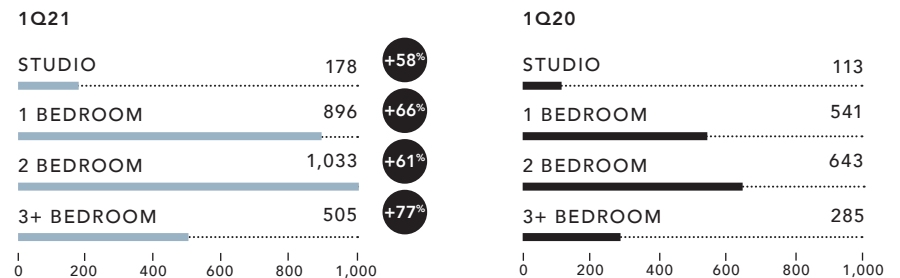 1Q21
STUDIO 178 +58%
1 BEDROOM 896 +66%
2 BEDROOM 1,033 +61%
3+ BEDROOM 505 +77%
0 200 400 600 800 1,000
1Q20
STUDIO 113
1 BEDROOM 541
2 BEDROOM 643
3+ BEDROOM 285
0 200 400 600 800 1,000